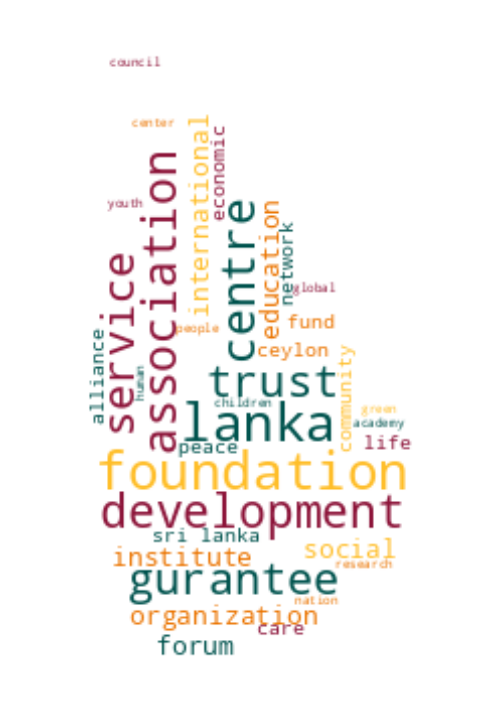 council
center
international
economic
association
youth
centre
education
network
service
global
fund
people
alliance
ceylon
community
human
trust
children
lanka
green
academy
life
peace
foundation
development
sri lanka
social
institute
research
gurantee
nation
organization
care
forum